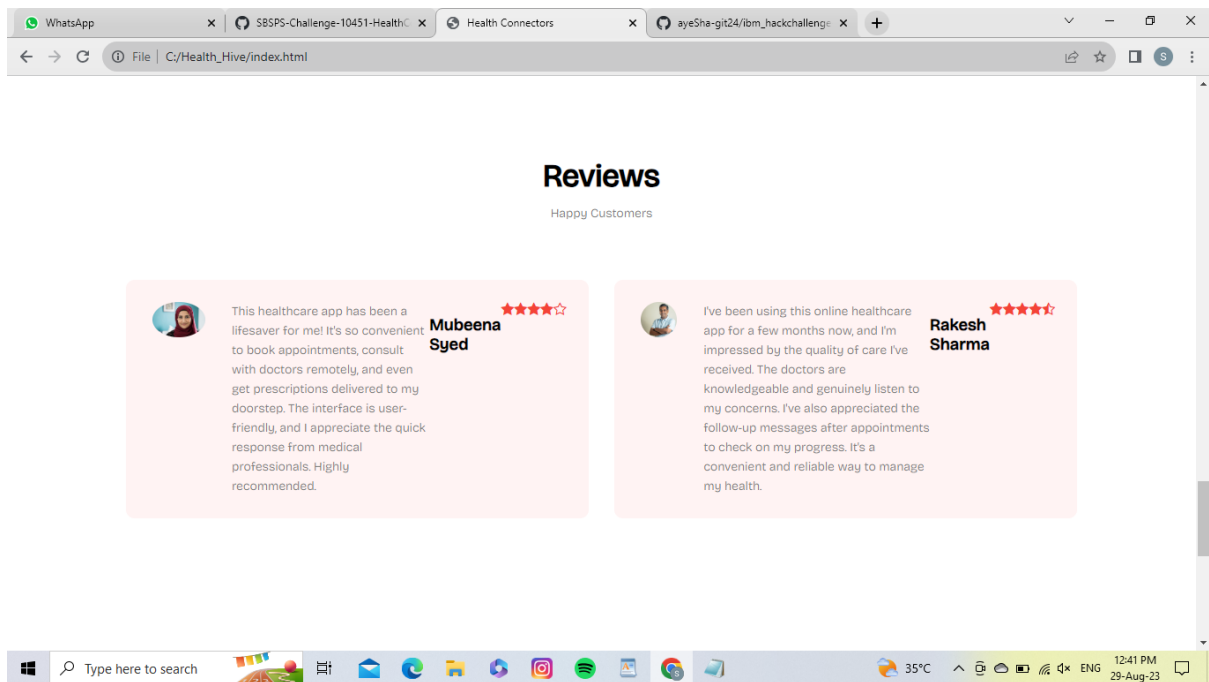 WhatsApp
SBSPS-Challenge-10451-HealthC
Health Connectors
ayeSha-git24/ibm_hackchallenge
File | C:/Health_Hive/index.html
S
Reviews
Happy Customers
This healthcare app has been a
lifesaver for me! It's so convenient
to book appointments, consult
with doctors remotely, and even
get prescriptions delivered to my
doorstep. The interface is user-
friendly, and I appreciate the quick
response from medical
professionals. Highly
recommended.
Mubeena
Syed
I've been using this online healthcare
app for a few months now, and I'm
impressed by the quality of care I've
received. The doctors are
knowledgeable and genuinely listen to
my concerns. I've also appreciated the
follow-up messages after appointments
to check on my progress. It's a
convenient and reliable way to manage
my health.
Rakesh
Sharma
Type here to search
35°C
ENG
12:41 PM
29-Aug-23